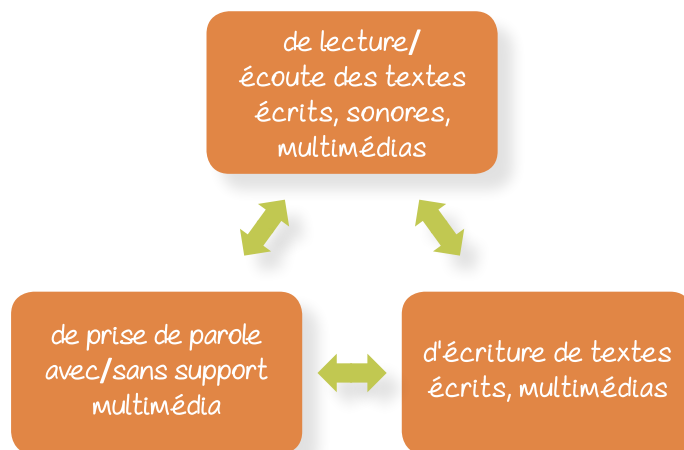 de lecture/
écoute des textes
écrits, sonores,
multimédias
de prise de parole
avec/sans support
multimédia
d'écriture de textes
écrits, multimédias